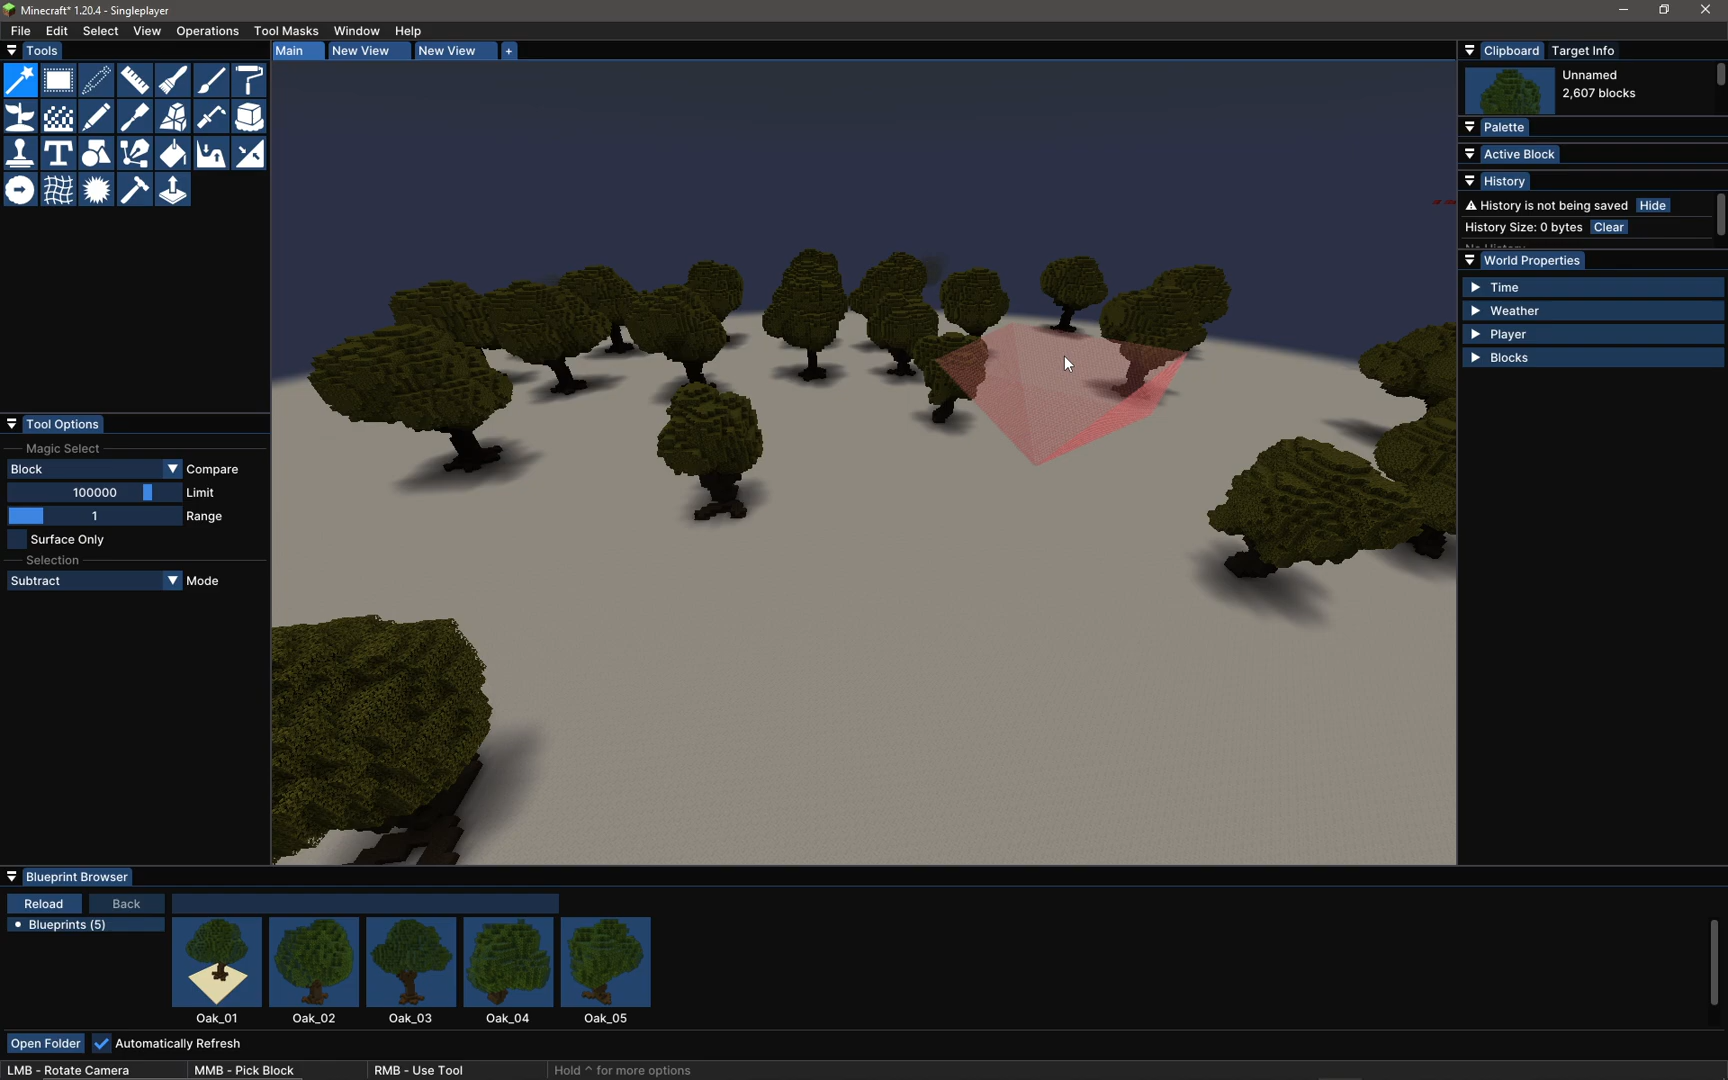 Minecraft* 1.20.4 - Singleplayer
File Edit Select View Operations Tool Masks Window Help
Tools
Main New View New View +
Clipboard Target Info
Unnamed
2,607 blocks
Palette
Active Block
History
History is not being saved Hide
History Size: 0 bytes Clear
No History
World Properties
Time
Weather
Player
Blocks
Tool Options
Magic Select
Block Compare
100000 Limit
1 Range
Surface Only
Selection
Subtract Mode
Blueprint Browser
Reload Back
Blueprints (5)
Oak_01 Oak_02 Oak_03 Oak_04 Oak_05
Open Folder Automatically Refresh
LMB - Rotate Camera MMB - Pick Block RMB - Use Tool Hold ^ for more options